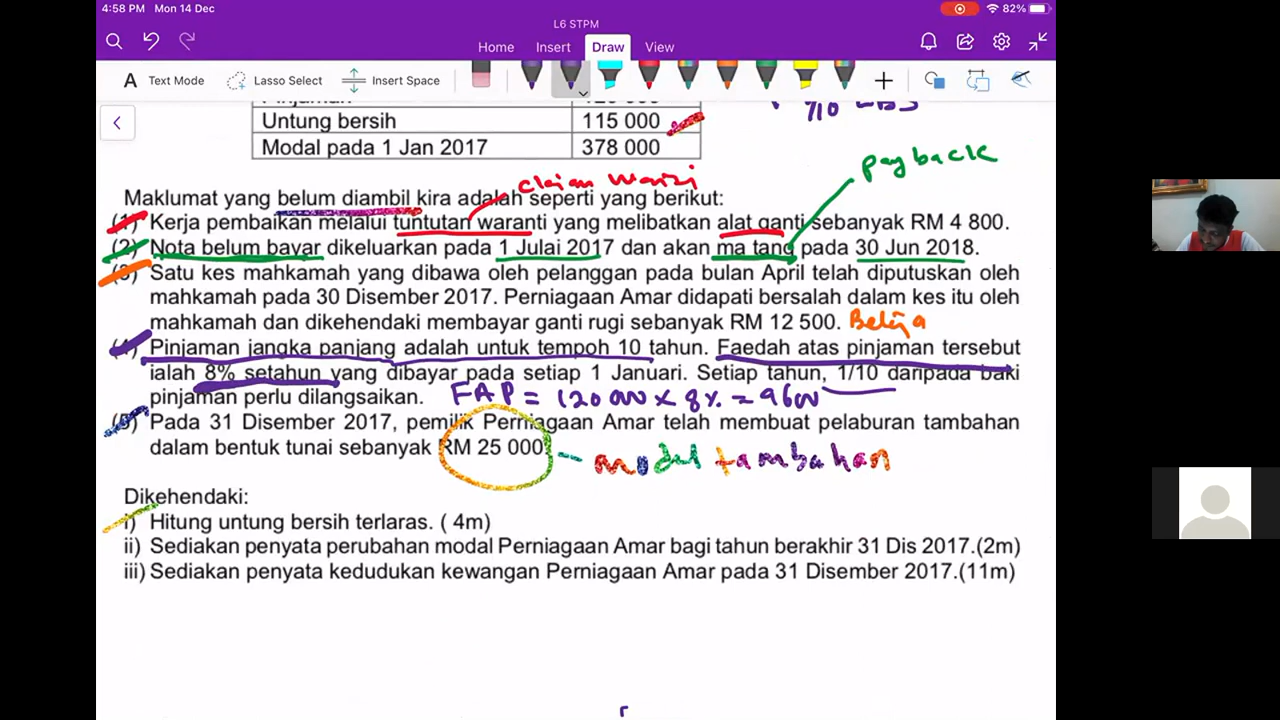 4:58 PM Mon 14 Dec
82%
L6 STPM
Home Insert Draw View
A Text Mode Lasso Select Insert Space
Untung bersih 115 000
Modal pada 1 Jan 2017 378 000
payback
claim waranti
Maklumat yang belum diambil kira adalah seperti yang berikut:
(1) Kerja pembaikan melalui tuntutan waranti yang melibatkan alat ganti sebanyak RM 4 800.
(2) Nota belum bayar dikeluarkan pada 1 Julai 2017 dan akan ma tang pada 30 Jun 2018.
(3) Satu kes mahkamah yang dibawa oleh pelanggan pada bulan April telah diputuskan oleh
mahkamah pada 30 Disember 2017. Perniagaan Amar didapati bersalah dalam kes itu oleh
mahkamah dan dikehendaki membayar ganti rugi sebanyak RM 12 500. Belanja
(4) Pinjaman jangka panjang adalah untuk tempoh 10 tahun. Faedah atas pinjaman tersebut
ialah 8% setahun yang dibayar pada setiap 1 Januari. Setiap tahun, 1/10 daripada baki
pinjaman perlu dilangsaikan. FAP = 120 000 x 8% = 9600
(5) Pada 31 Disember 2017, pemilik Perniagaan Amar telah membuat pelaburan tambahan
dalam bentuk tunai sebanyak RM 25 000. - modal tambahan
Dikehendaki:
i) Hitung untung bersih terlaras. ( 4m)
ii) Sediakan penyata perubahan modal Perniagaan Amar bagi tahun berakhir 31 Dis 2017.(2m)
iii) Sediakan penyata kedudukan kewangan Perniagaan Amar pada 31 Disember 2017.(11m)